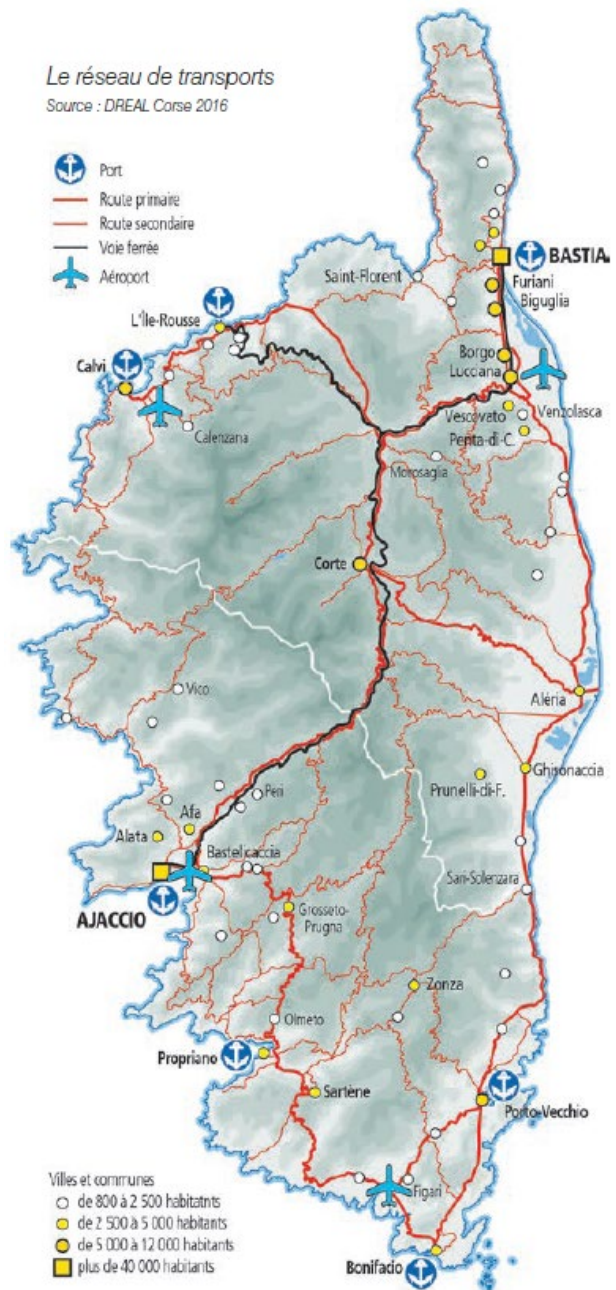 Le réseau de transports
Source : DREAL Corse 2016
Port
Route primaire
Route secondaire
Voie ferrée
Aéroport
BASTIA
Saint-Florent
Furiani
Biguglia
L'Île-Rousse
Borgo
Lucciana
Calvi
Vescovato
Venzolasca
Penta-di-C.
Calenzana
Morosaglia
Corte
Vico
Aléria
Ghisonaccia
Prunelli-di-F.
Peri
Afa
Alata
Bastelicaccia
Sari-Solenzara
AJACCIO
Grosseto-
Prugna
Zonza
Olmeto
Propriano
Sartène
Porto-Vecchio
Figari
Villes et communes
de 800 à 2 500 habitatnts
de 2 500 à 5 000 habitants
de 5 000 à 12 000 habitants
plus de 40 000 habitants
Bonifacio